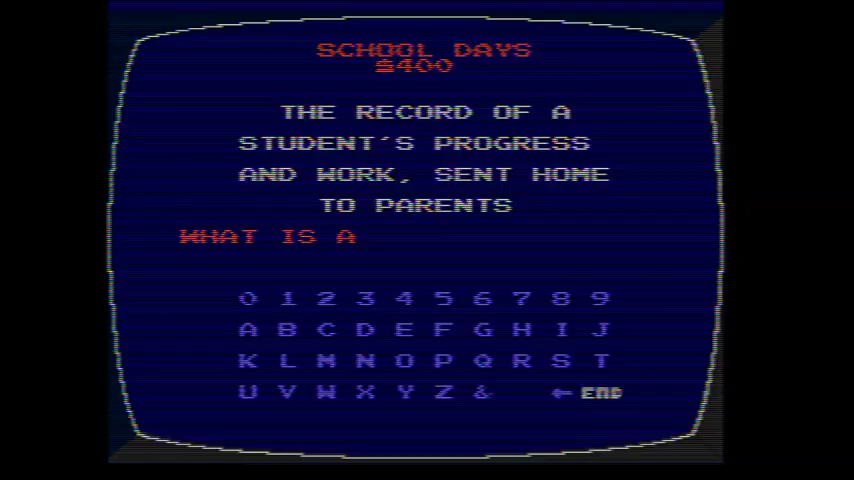 SCHOOL DAYS
$400
THE RECORD OF A
STUDENT'S PROGRESS
AND WORK, SENT HOME
TO PARENTS
WHAT IS A
0 1 2 3 4 5 6 7 8 9
A B C D E F G H I J
K L M N O P Q R S T
U V W X Y Z & ← END